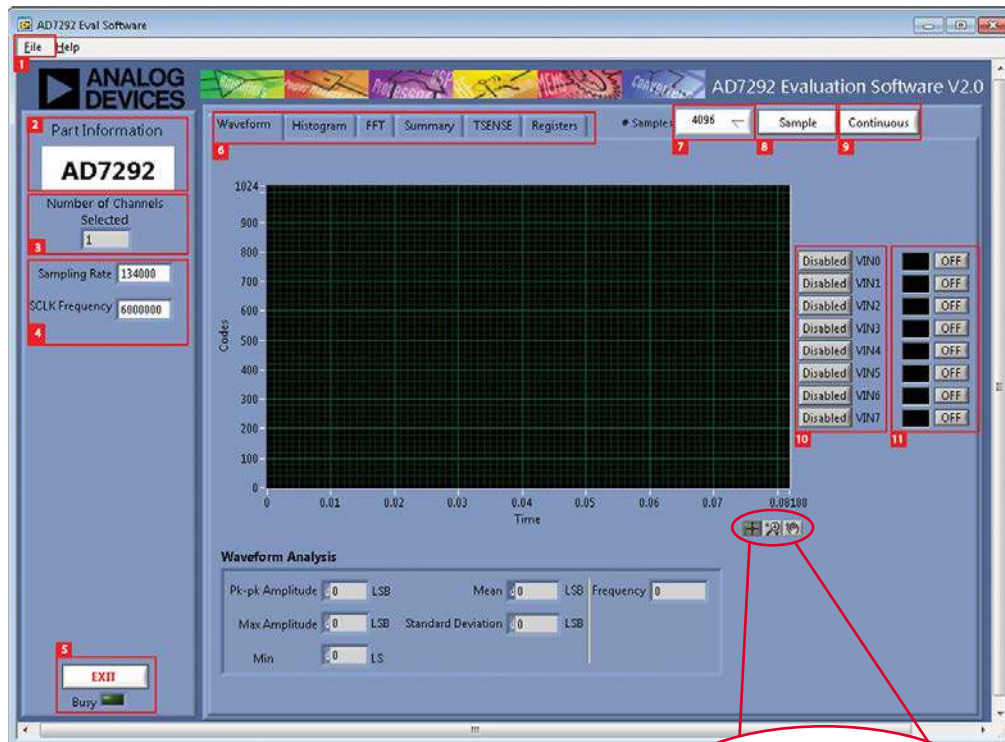 AD7292 Eval Software
File Help
1
ANALOG
DEVICES
AD7292 Evaluation Software V2.0
2
Part Information
AD7292
Number of Channels
Selected
1
3
Sampling Rate 134000
SCLK Frequency 6000000
4
5
EXIT
Busy
Waveform Histogram FFT Summary TSENSE Registers
6
# Samples 4096
7
Sample
8
Continuous
9
1024
900
800
700
600
500
400
300
200
100
0
Codes
0 0.01 0.02 0.03 0.04 0.05 0.06 0.07 0.08188
Time
Disabled VIN0 OFF
Disabled VIN1 OFF
Disabled VIN2 OFF
Disabled VIN3 OFF
Disabled VIN4 OFF
Disabled VIN5 OFF
Disabled VIN6 OFF
Disabled VIN7 OFF
10 11
Waveform Analysis
Pk-pk Amplitude 0 LSB Mean 0 LSB Frequency 0
Max Amplitude 0 LSB Standard Deviation 0 LSB
Min 0 LS